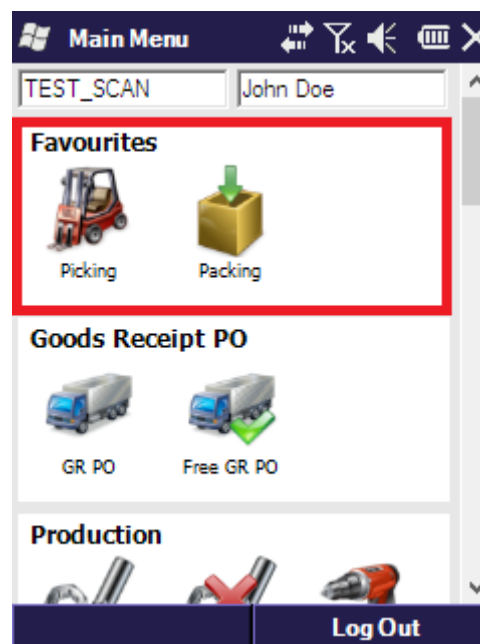 Main Menu
TEST_SCAN John Doe
Favourites
Picking Packing
Goods Receipt PO
GR PO Free GR PO
Production
Log Out